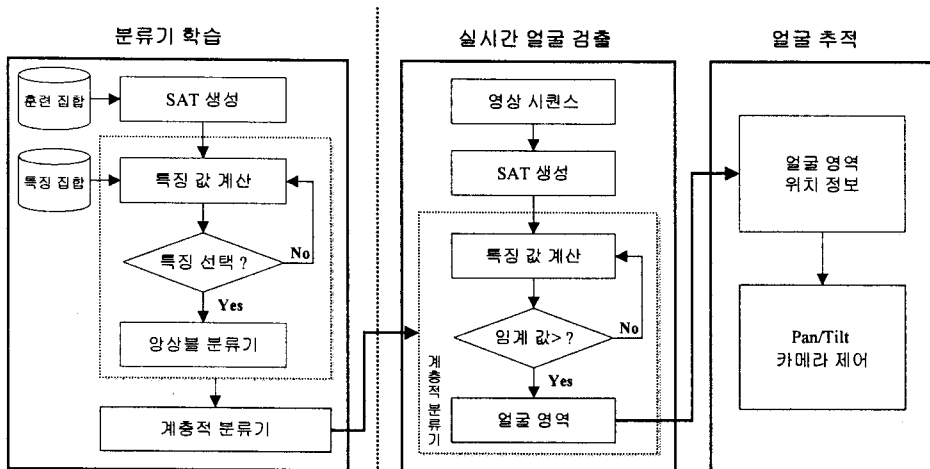 분류기 학습
훈련 집합
SAT 생성
특징 집합
특징 값 계산
특징 선택 ?
No
Yes
앙상블 분류기
계층적 분류기
실시간 얼굴 검출
영상 시퀀스
SAT 생성
특징 값 계산
임계 값> ?
No
Yes
얼굴 영역
계층적 분류기
얼굴 추적
얼굴 영역
위치 정보
Pan/Tilt
카메라 제어